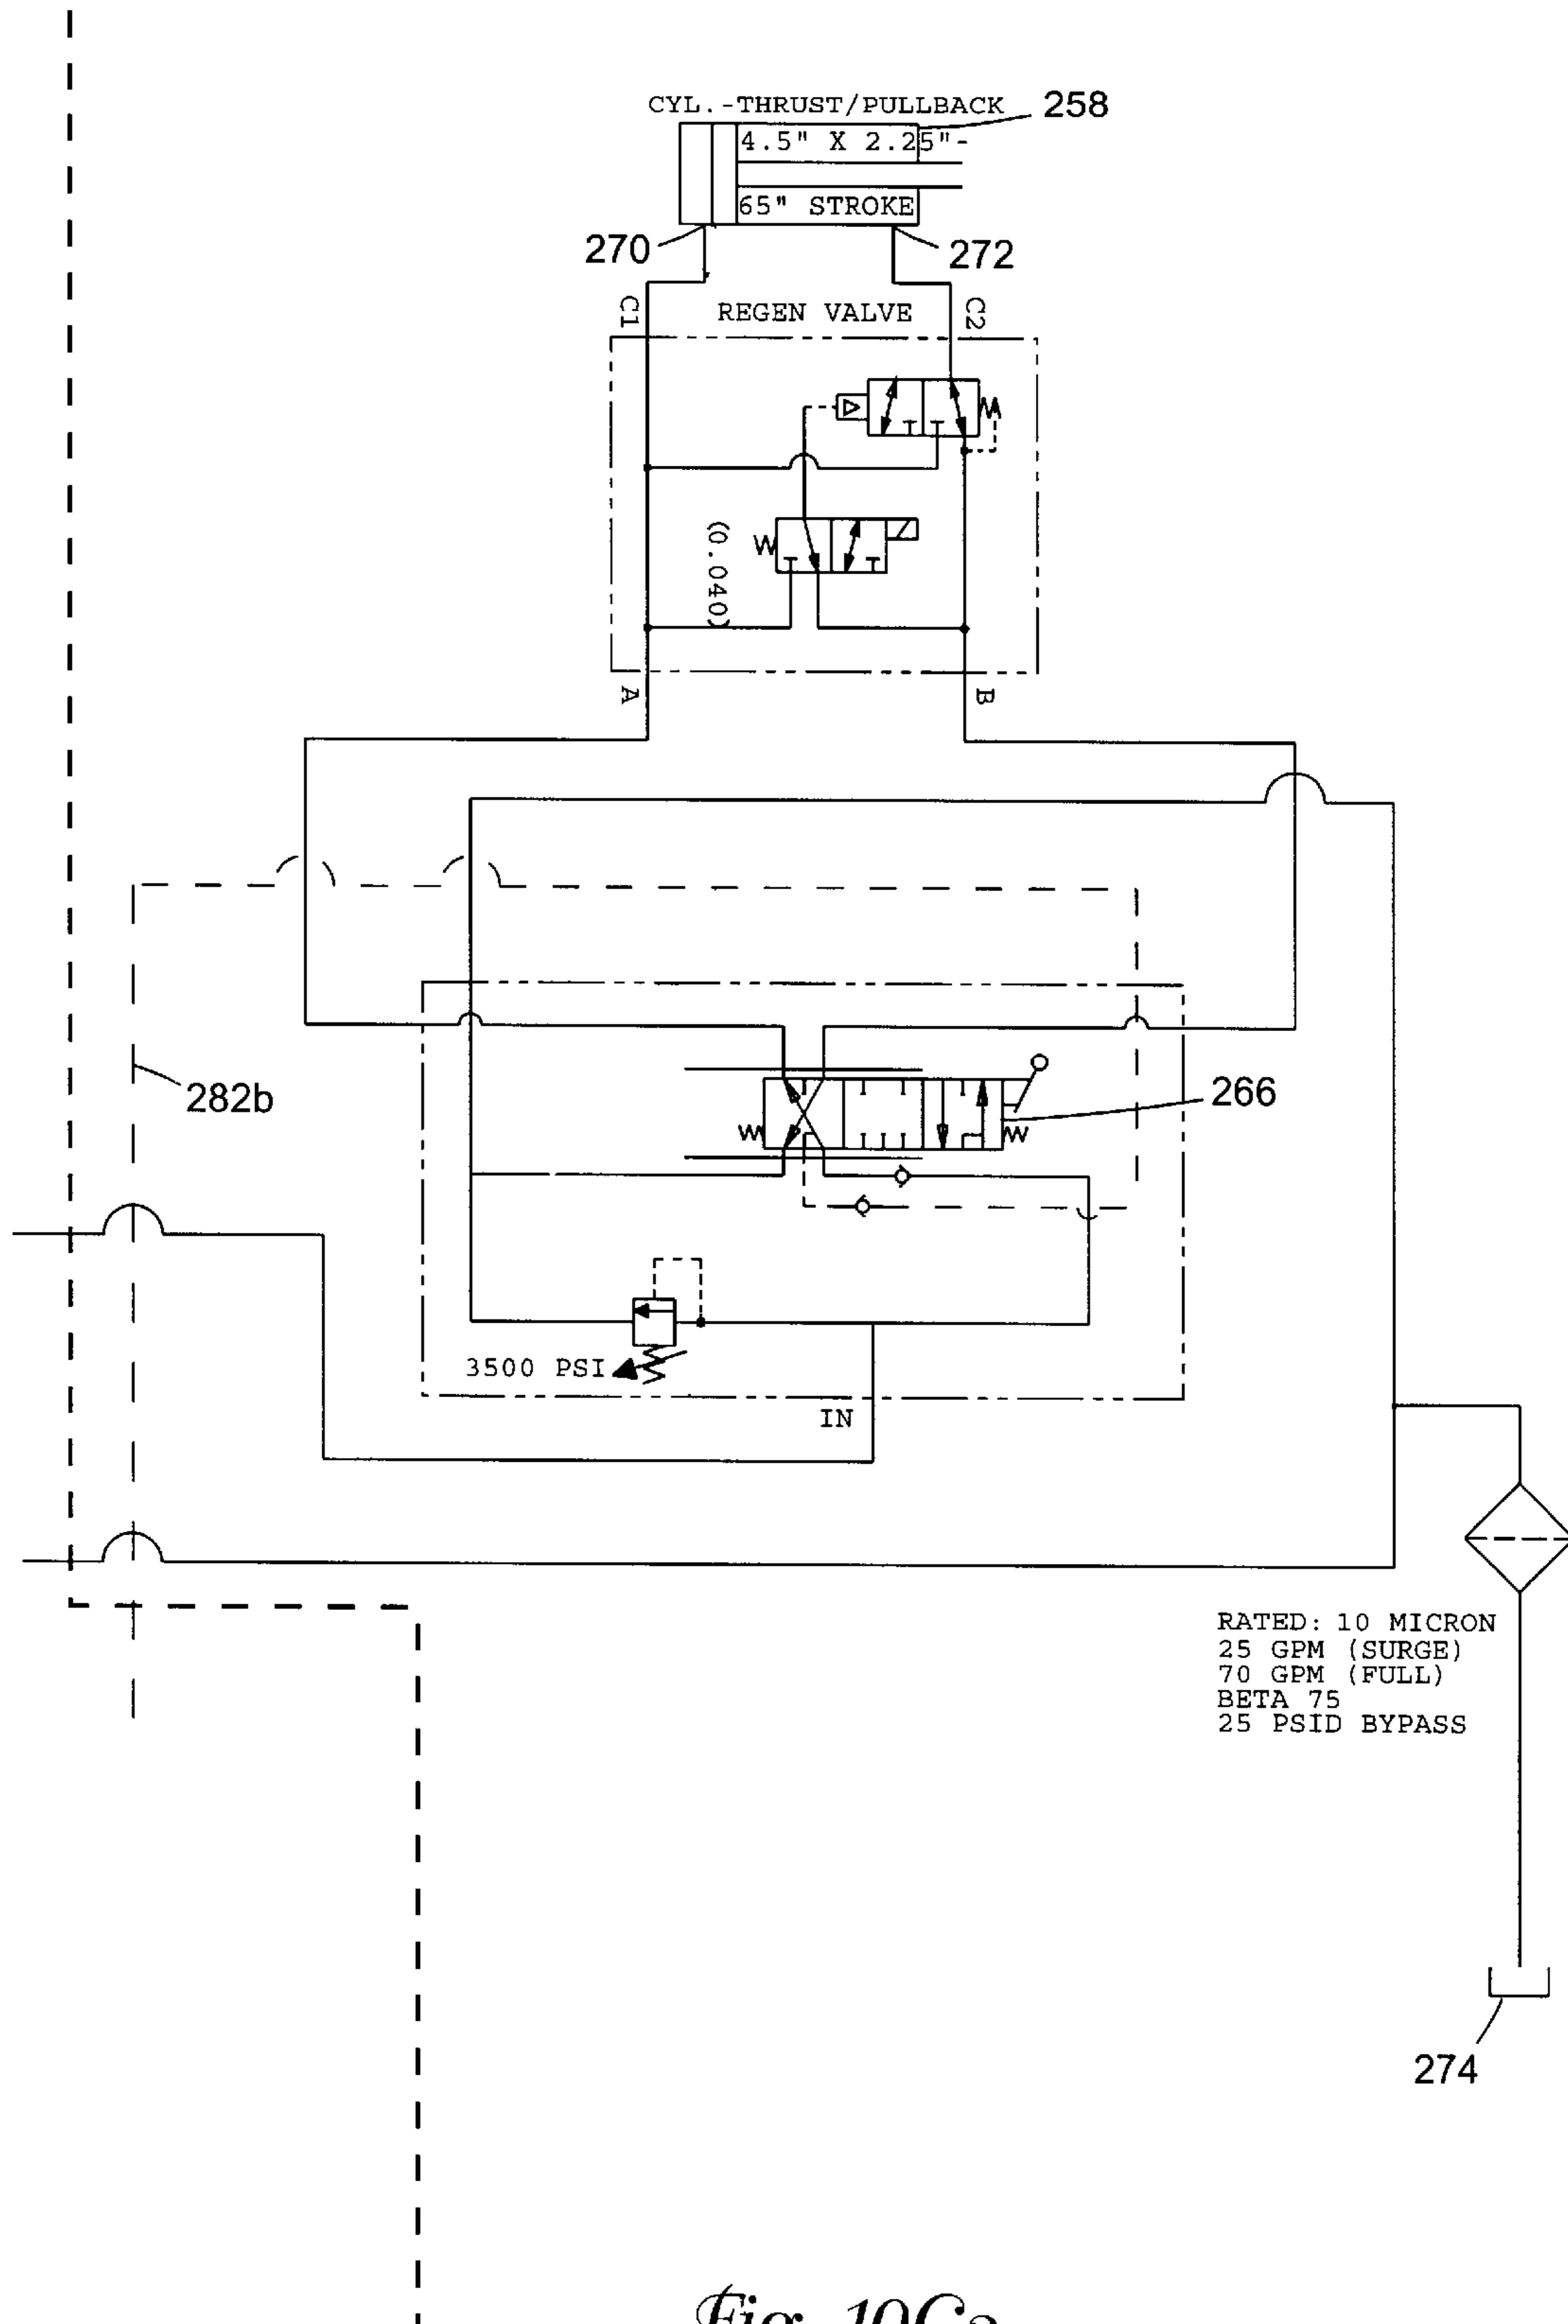 CYL.-THRUST/PULLBACK 258
4.5" X 2.25"-
65" STROKE
270
272
C1
REGEN VALVE
C2
(0.040)
A
B
282b
266
3500 PSI
IN
RATED: 10 MICRON
25 GPM (SURGE)
70 GPM (FULL)
BETA 75
25 PSID BYPASS
274